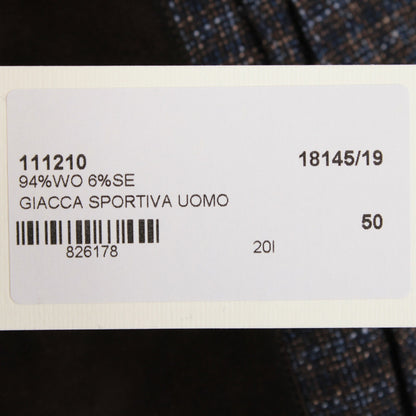 111210 18145/19
94%WO 6%SE
GIACCA SPORTIVA UOMO
50
826178 20I